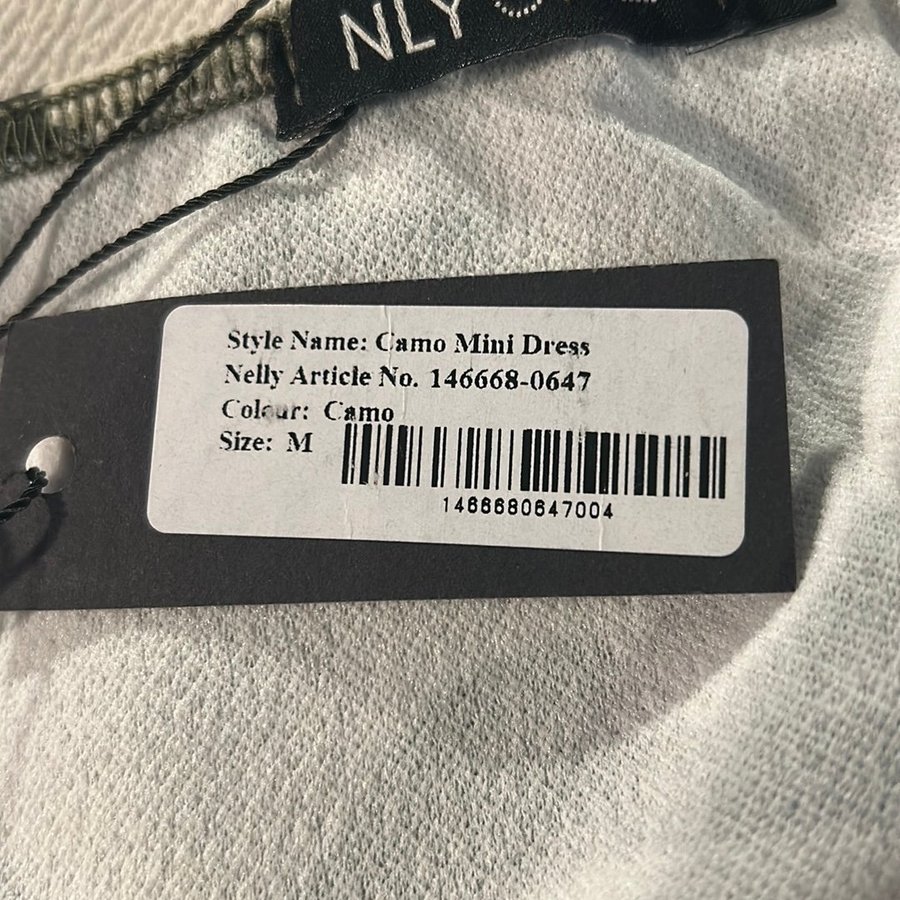 NLY
Style Name: Camo Mini Dress
Nelly Article No. 146668-0647
Colour: Camo
Size: M
1466680647004